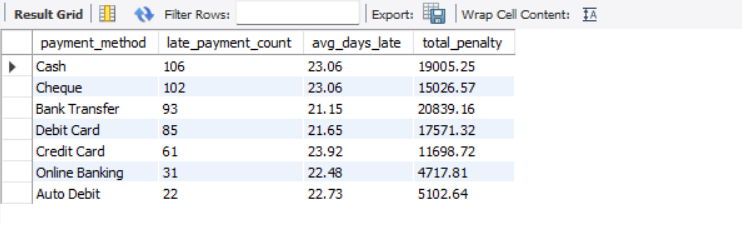 Result Grid Filter Rows: Export: Wrap Cell Content: IA
payment_method late_payment_count avg_days_late total_penalty
Cash 106 23.06 19005.25
Cheque 102 23.06 15026.57
Bank Transfer 93 21.15 20839.16
Debit Card 85 21.65 17571.32
Credit Card 61 23.92 11698.72
Online Banking 31 22.48 4717.81
Auto Debit 22 22.73 5102.64